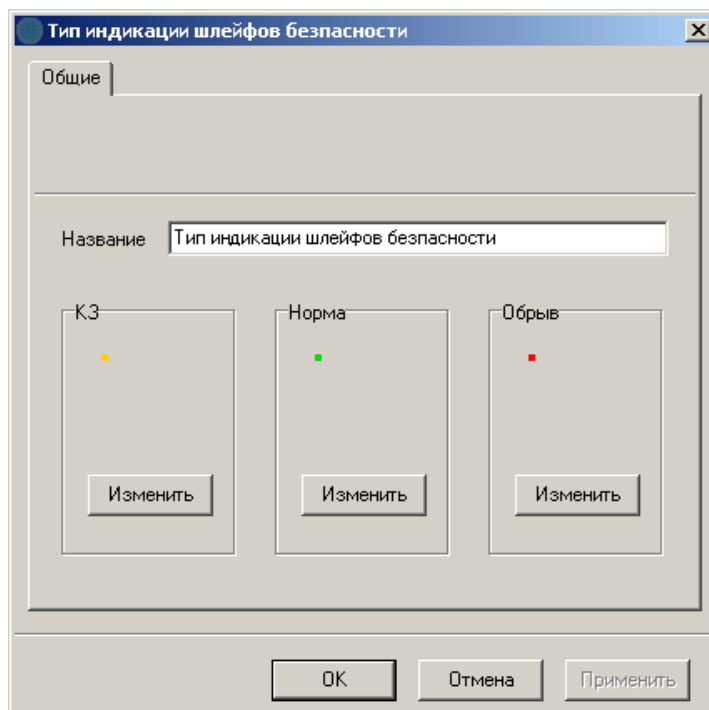 Тип индикации шлейфов безпасности
Общие
Название Тип индикации шлейфов безпасности
КЗ Норма Обрыв
Изменить Изменить Изменить
OK Отмена Применить